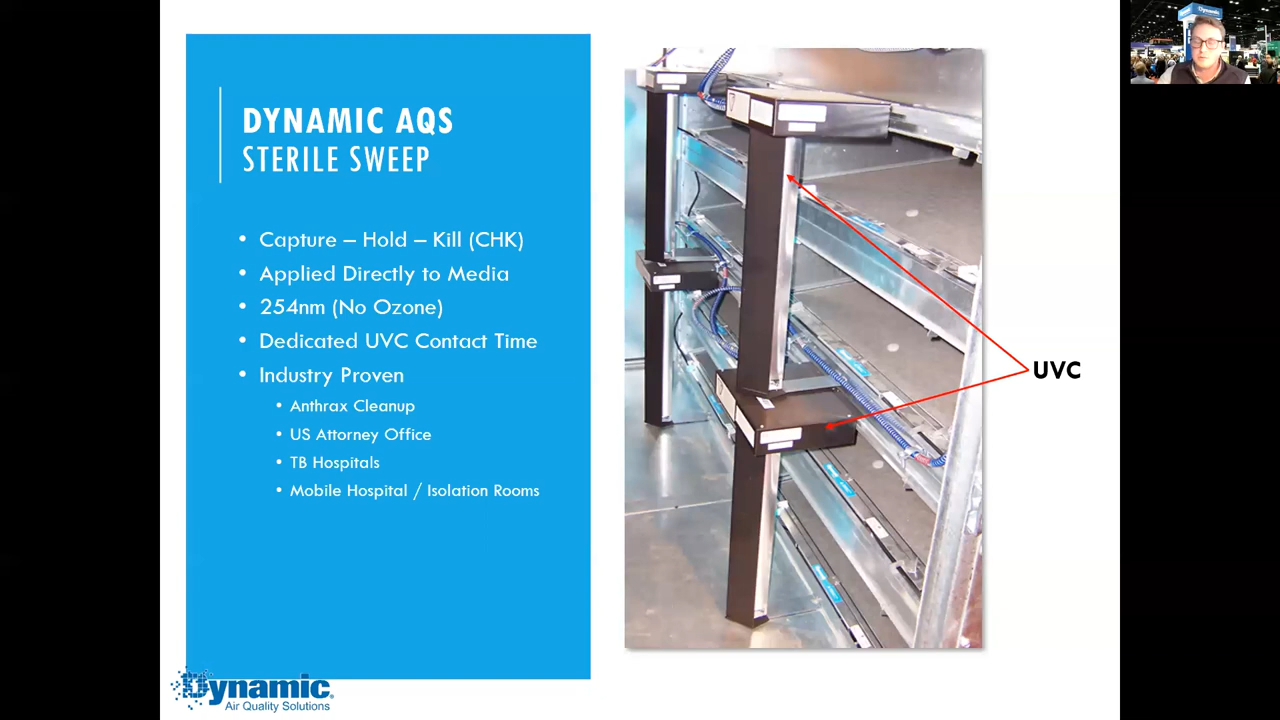 DYNAMIC AQS
STERILE SWEEP
• Capture – Hold – Kill (CHK)
• Applied Directly to Media
• 254nm (No Ozone)
• Dedicated UVC Contact Time
• Industry Proven
• Anthrax Cleanup
• US Attorney Office
• TB Hospitals
• Mobile Hospital / Isolation Rooms
UVC
Dynamic
Air Quality Solutions